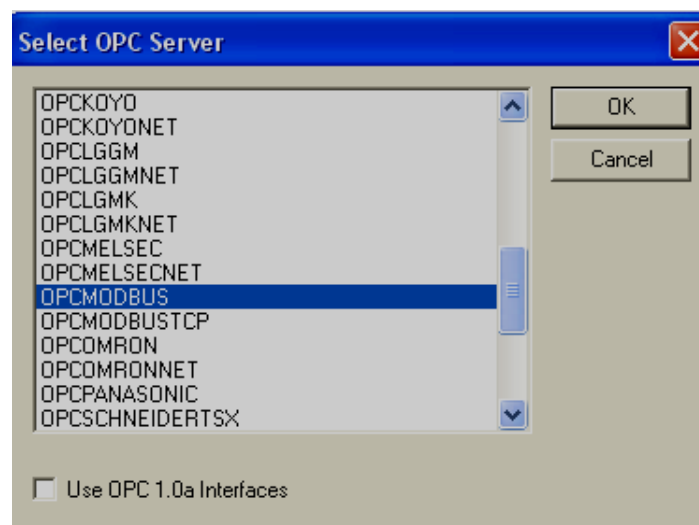 Select OPC Server
OPCKOYO
OPCKOYONET
OPCLGGM
OPCLGGMNET
OPCLGMK
OPCLGMKNET
OPCMELSEC
OPCMELSECNET
OPCMODBUS
OPCMODBUSTCP
OPCOMRON
OPCOMRONNET
OPCPANASONIC
OPCSCHNEIDERTSX
OK
Cancel
Use OPC 1.0a Interfaces